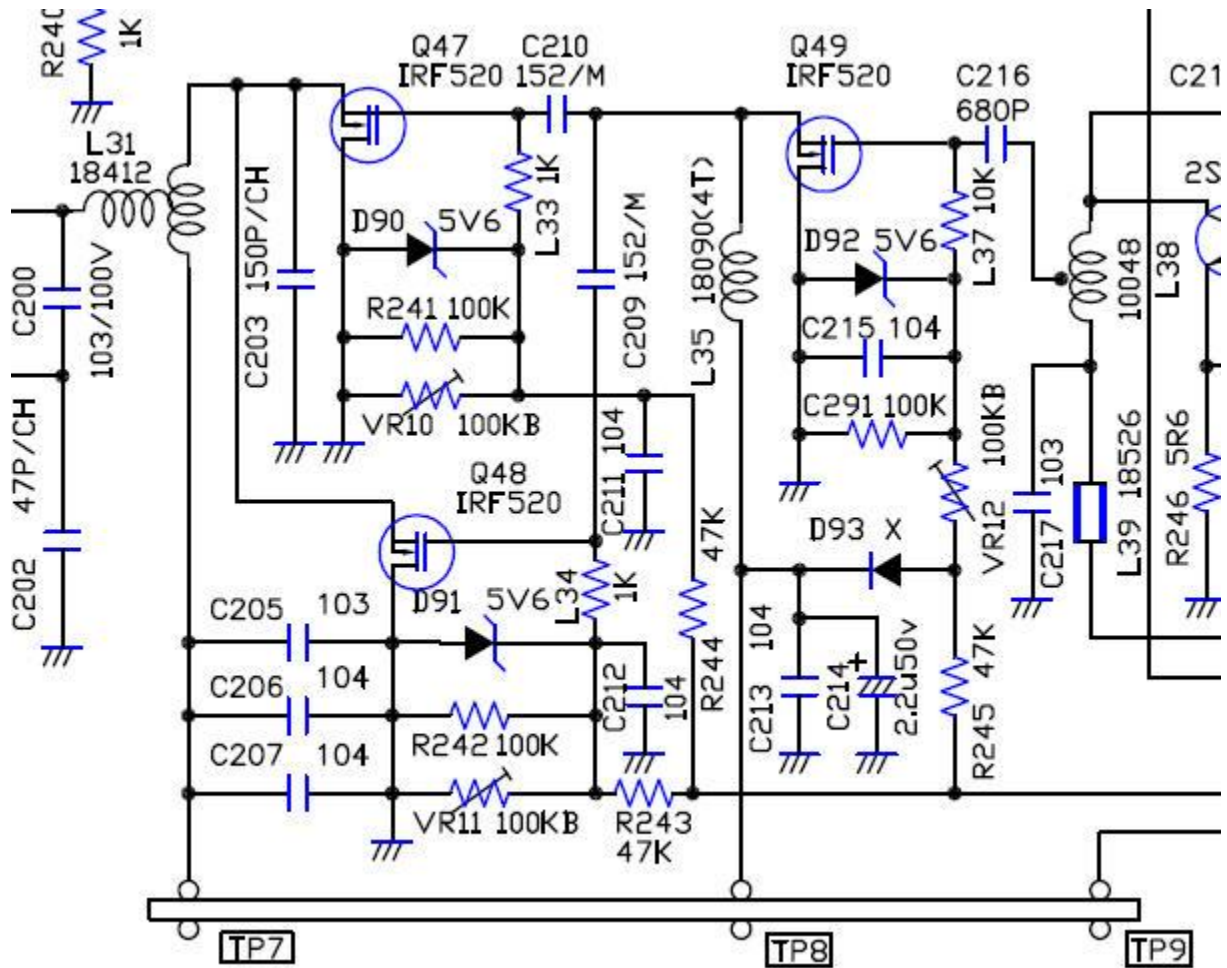 R240
1K
Q47
IRF520
C210
152/M
Q49
IRF520
C216
680P
C21
L31
18412
1K
L33
10K
L37
2S
D90
5V6
D92
5V6
C203 150P/CH
C209 152/M
L35 18090(4T)
10048
L38
C200
103/100V
R241 100K
C215 104
VR10 100KB
C291 100K
47P/CH
C202
Q48
IRF520
C211 104
100KB
VR12
103
C217
L39 18526
R246 5R6
47K
R244
D93 X
D91
5V6
L34
1K
C205 103
C206 104
C207 104
C212
104
104
C213
+
C214
2.2u50v
47K
R245
R242 100K
VR11 100KB
R243
47K
TP7
TP8
TP9